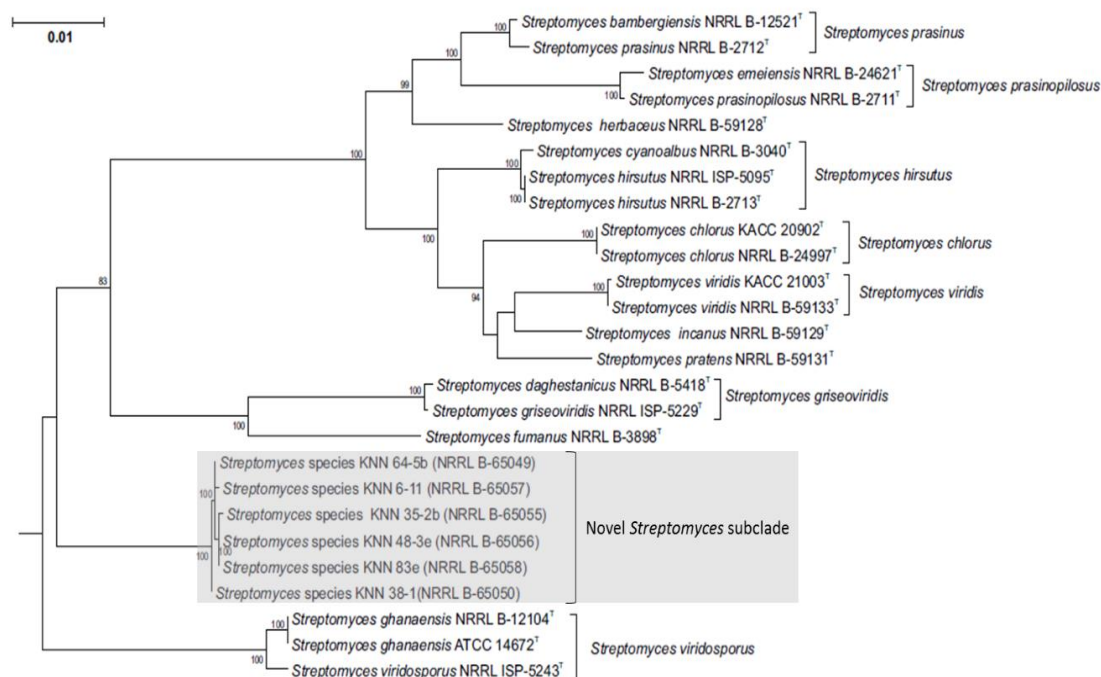 0.01
100
Streptomyces bambergiensis NRRL B-12521T
Streptomyces prasinus NRRL B-2712T
Streptomyces prasinus
100
100
Streptomyces emeiensis NRRL B-24621T
Streptomyces prasinopilosus NRRL B-2711T
Streptomyces prasinopilosus
99
Streptomyces herbaceus NRRL B-59128T
100
100
Streptomyces cyanoalbus NRRL B-3040T
Streptomyces hirsutus NRRL ISP-5095T
Streptomyces hirsutus
100
Streptomyces hirsutus NRRL B-2713T
100
100
Streptomyces chlorus KACC 20902T
Streptomyces chlorus
Streptomyces chlorus NRRL B-24997T
83
100
Streptomyces viridis KACC 21003T
Streptomyces viridis
94
Streptomyces viridis NRRL B-59133T
Streptomyces incanus NRRL B-59129T
Streptomyces pratens NRRL B-59131T
100
Streptomyces daghestanicus NRRL B-5418T
Streptomyces griseoviridis
Streptomyces griseoviridis NRRL ISP-5229T
100
Streptomyces fumanus NRRL B-3898T
Streptomyces species KNN 64-5b (NRRL B-65049)
100
Streptomyces species KNN 6-11 (NRRL B-65057)
Streptomyces species KNN 35-2b (NRRL B-65055)
Novel Streptomyces subclade
Streptomyces species KNN 48-3e (NRRL B-65056)
100
100
Streptomyces species KNN 83e (NRRL B-65058)
Streptomyces species KNN 38-1(NRRL B-65050)
100
Streptomyces ghanaensis NRRL B-12104T
Streptomyces ghanaensis ATCC 14672T
Streptomyces viridosporus
100
Streptomyces viridosporus NRRL ISP-5243T